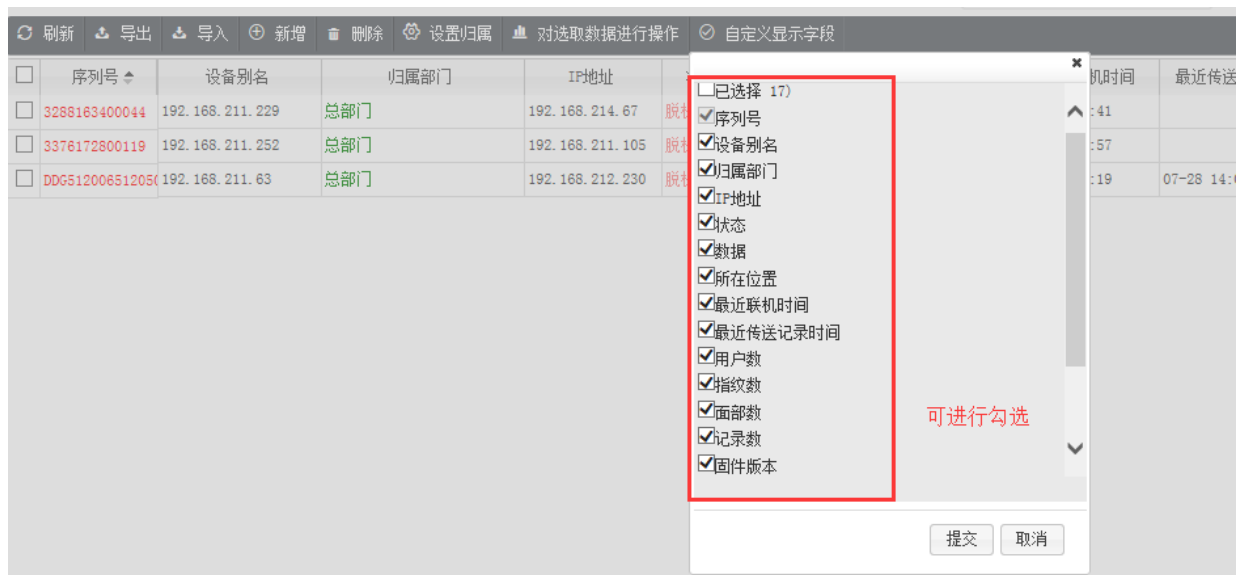 刷新 导出 导入 新增 删除 设置归属 对选取数据进行操作 自定义显示字段
序列号 设备别名 归属部门 IP地址 机时间 最近传送
3288163400044 192.168.211.229 总部门 192.168.214.67 脱 :41
3376172800119 192.168.211.252 总部门 192.168.211.105 脱 :57
DDG512006512050 192.168.211.63 总部门 192.168.212.230 脱 :19 07-28 14:
已选择 17)
序列号
设备别名
归属部门
IP地址
状态
数据
所在位置
最近联机时间
最近传送记录时间
用户数
指纹数
面部数
可进行勾选
记录数
固件版本
提交 取消